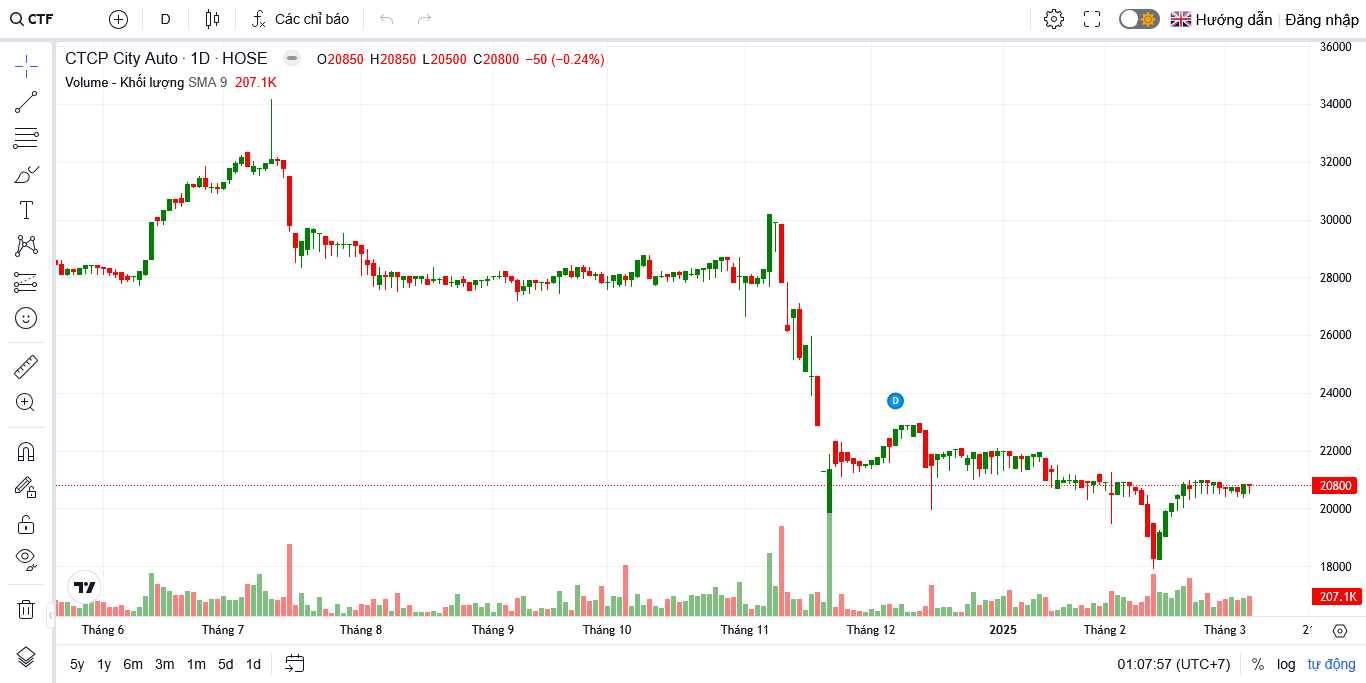 CTF D Các chỉ báo Hướng dẫn Đăng nhập
CTCP City Auto · 1D · HOSE O20850 H20850 L20500 C20800 −50 (−0.24%)
Volume - Khối lượng SMA 9 207.1K
36000
34000
32000
30000
28000
26000
24000
D
22000
20800
20000
18000
207.1K
Tháng 6 Tháng 7 Tháng 8 Tháng 9 Tháng 10 Tháng 11 Tháng 12 2025 Tháng 2 Tháng 3
5y 1y 6m 3m 1m 5d 1d 01:07:57 (UTC+7) % log tự động